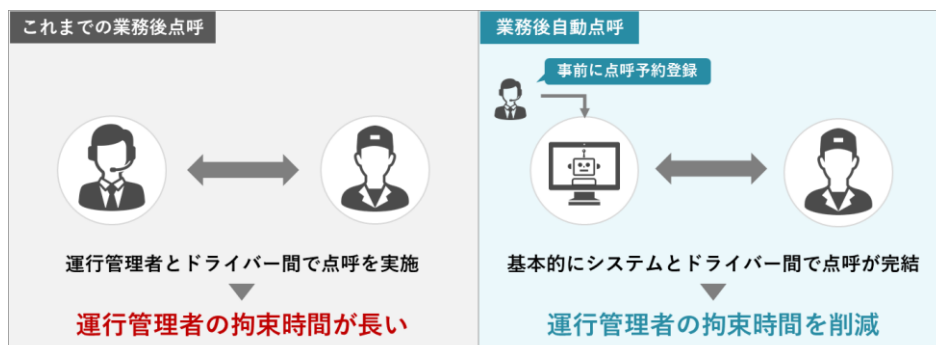 これまでの業務後点呼
運行管理者とドライバー間で点呼を実施
運行管理者の拘束時間が長い
業務後自動点呼
事前に点呼予約登録
基本的にシステムとドライバー間で点呼が完結
運行管理者の拘束時間を削減